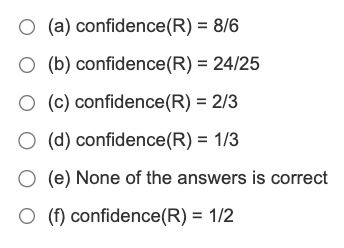 (a) confidence(R) = 8/6
(b) confidence(R) = 24/25
(c) confidence(R) = 2/3
(d) confidence(R) = 1/3
(e) None of the answers is correct
(f) confidence(R) = 1/2